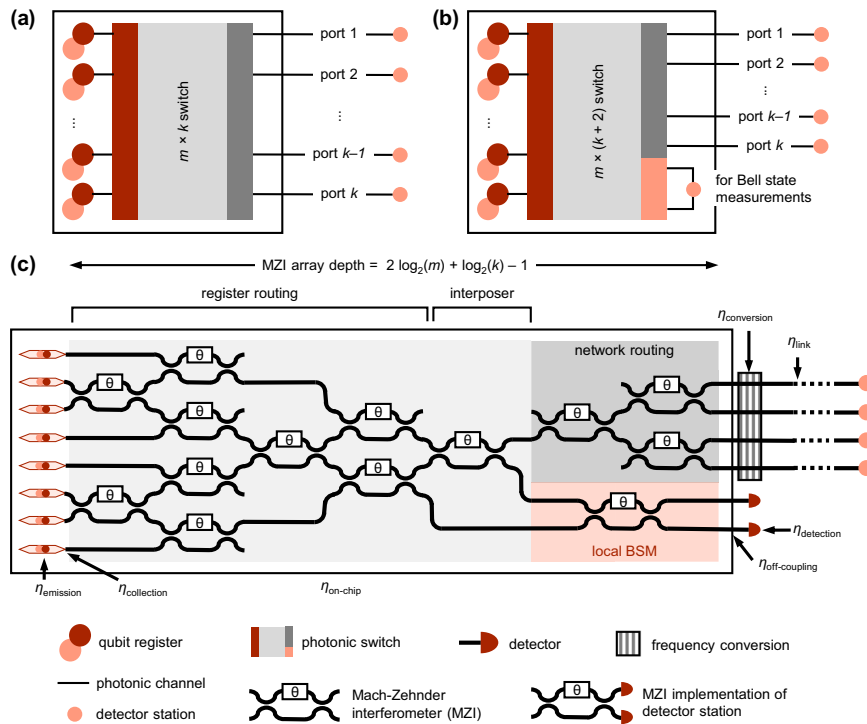 (a)
m × k switch
port 1
port 2
...
port k–1
port k
(b)
m × (k + 2) switch
port 1
port 2
...
port k–1
port k
for Bell state
measurements
(c)
MZI array depth = 2 log2(m) + log2(k) – 1
register routing
interposer
ηconversion
ηlink
network routing
θ
θ
θ
θ
θ
θ
θ
θ
θ
θ
θ
θ
θ
θ
local BSM
ηdetection
ηoff-coupling
ηemission
ηcollection
ηon-chip
qubit register
photonic switch
detector
frequency conversion
photonic channel
detector station
θ
Mach-Zehnder
interferometer (MZI)
θ
MZI implementation of
detector station